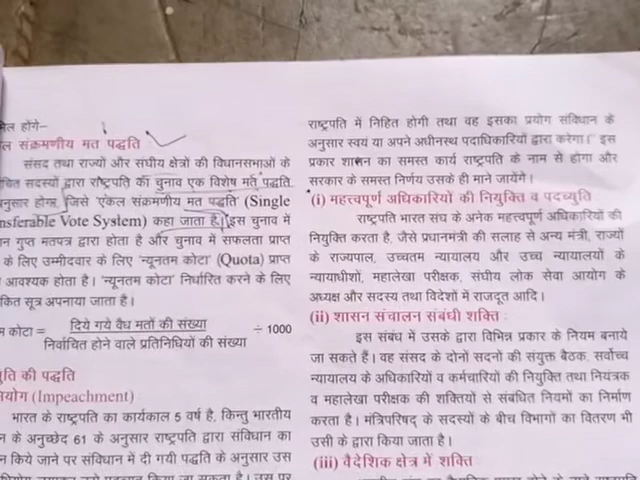 होंगे–
संक्रमणीय मत पद्धति
संसद तथा राज्यों और संघीय क्षेत्रों की विधानसभाओं के
सदस्यों द्वारा राष्ट्रपति का चुनाव एक विशेष मत पद्धति
होगा, जिसे 'एकल संक्रमणीय मत पद्धति' (Single
Vote System) कहा जाता है। इस चुनाव में
गुप्त मतपत्र द्वारा होता है और चुनाव में सफलता प्राप्त
के लिए उम्मीदवार के लिए 'न्यूनतम कोटा' (Quota) प्राप्त
आवश्यक होता है। 'न्यूनतम कोटा' निर्धारित करने के लिए
सूत्र अपनाया जाता है।
कोटा = दिये गये वैध मतों की संख्या ÷ 1000
निर्वाचित होने वाले प्रतिनिधियों की संख्या
की पद्धति
(Impeachment)
भारत के राष्ट्रपति का कार्यकाल 5 वर्ष है, किन्तु भारतीय
के अनुच्छेद 61 के अनुसार राष्ट्रपति द्वारा संविधान का
किये जाने पर संविधान में दी गयी पद्धति के अनुसार उस
राष्ट्रपति में निहित होगी तथा वह इसका प्रयोग संविधान के
अनुसार स्वयं या अपने अधीनस्थ पदाधिकारियों द्वारा करेगा।" इस
प्रकार शासन का समस्त कार्य राष्ट्रपति के नाम से होगा और
सरकार के समस्त निर्णय उसके ही माने जायेंगे।
(i) महत्त्वपूर्ण अधिकारियों की नियुक्ति व पदच्युति
राष्ट्रपति भारत संघ के अनेक महत्त्वपूर्ण अधिकारियों की
नियुक्ति करता है, जैसे प्रधानमंत्री की सलाह से अन्य मंत्री, राज्यों
के राज्यपाल, उच्चतम न्यायालय और उच्च न्यायालयों के
न्यायाधीशों, महालेखा परीक्षक, संघीय लोक सेवा आयोग के
अध्यक्ष और सदस्य तथा विदेशों में राजदूत आदि।
(ii) शासन संचालन संबंधी शक्ति :
इस संबंध में उसके द्वारा विभिन्न प्रकार के नियम बनाये
जा सकते हैं। वह संसद के दोनों सदनों की संयुक्त बैठक, सर्वोच्च
न्यायालय के अधिकारियों व कर्मचारियों की नियुक्ति तथा नियंत्रक
व महालेखा परीक्षक की शक्तियों से संबंधित नियमों का निर्माण
करता है। मंत्रिपरिषद् के सदस्यों के बीच विभागों का वितरण भी
उसी के द्वारा किया जाता है।
(iii) वैदेशिक क्षेत्र में शक्ति